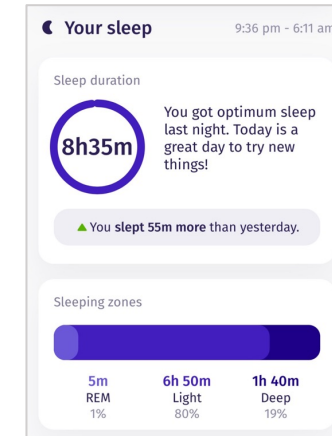 Your sleep
9:36 pm - 6:11 am
Sleep duration
8h35m
You got optimum sleep
last night. Today is a
great day to try new
things!
You slept 55m more than yesterday.
Sleeping zones
5m
6h 50m
1h 40m
REM
Light
Deep
1%
80%
19%